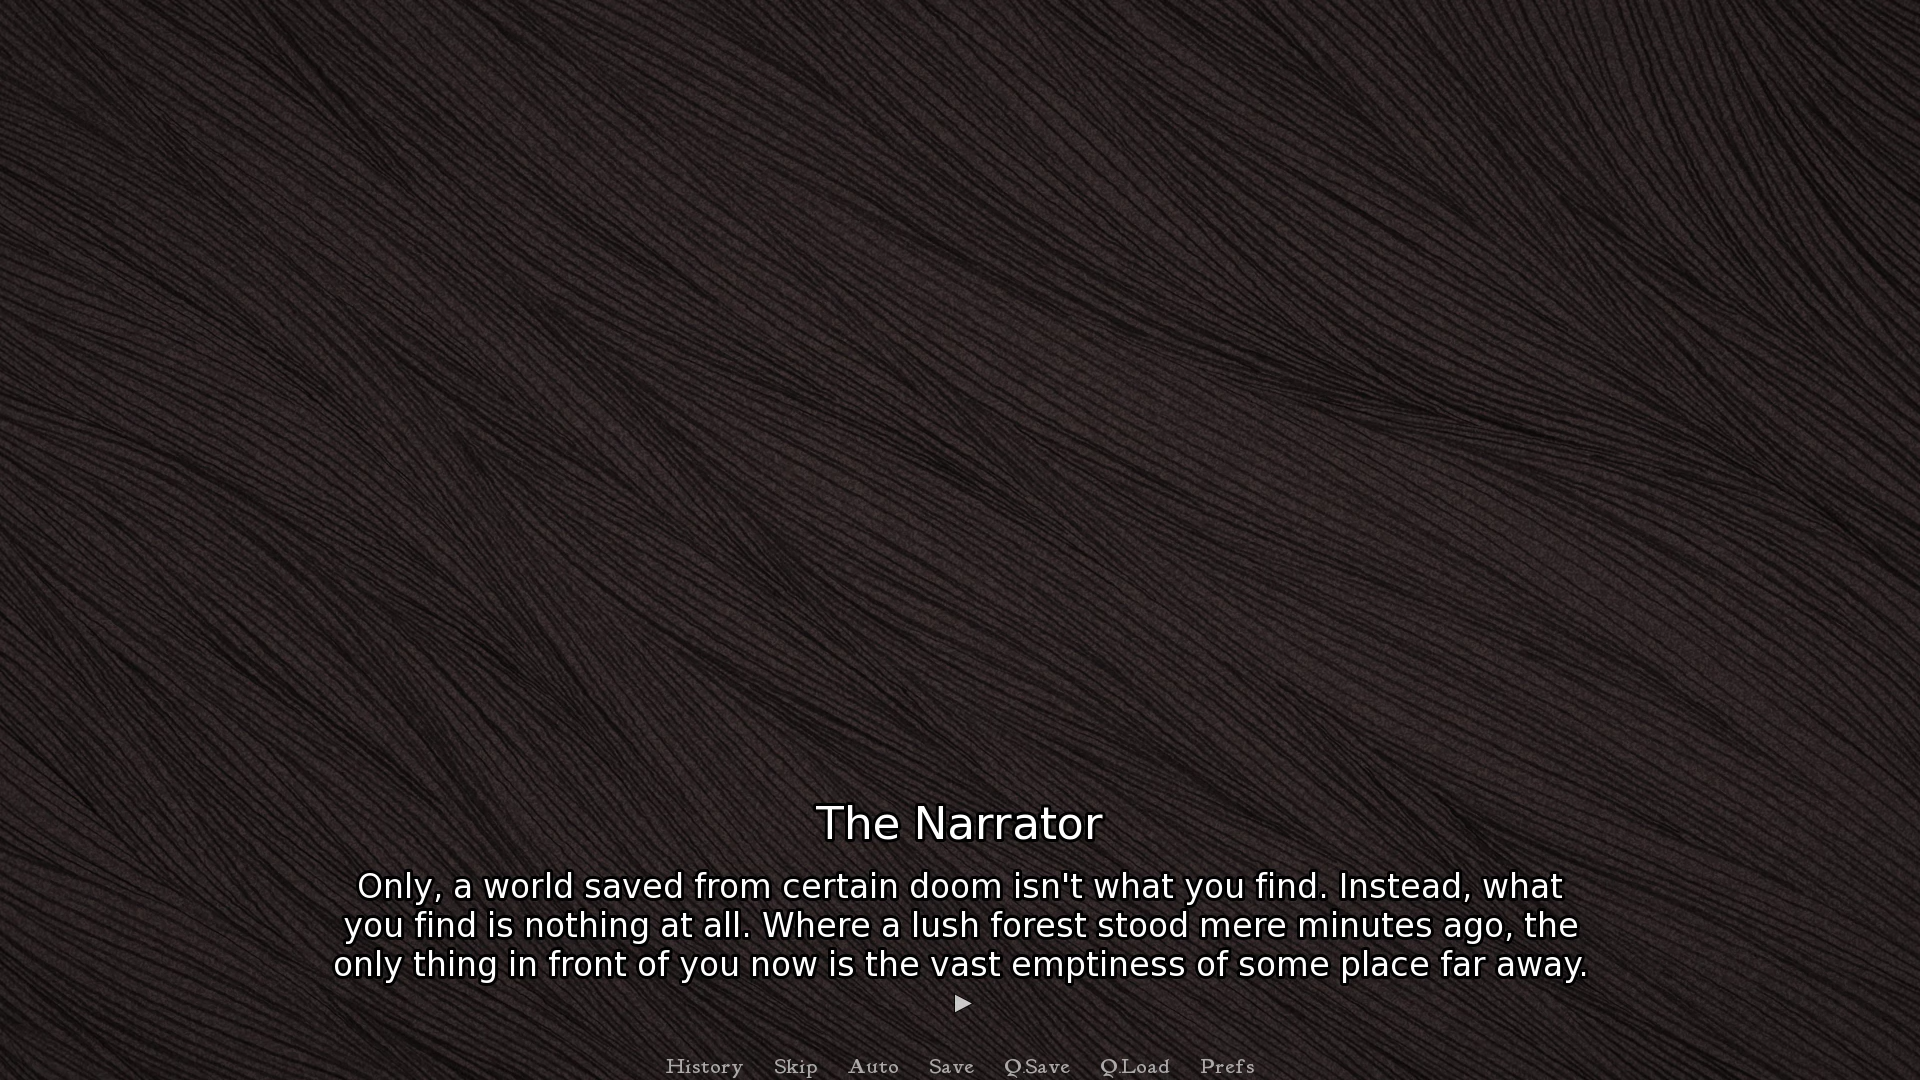 The Narrator
Only, a world saved from certain doom isn't what you find. Instead, what
you find is nothing at all. Where a lush forest stood mere minutes ago, the
only thing in front of you now is the vast emptiness of some place far away.
History Skip Auto Save Q.Save Q.Load Prefs